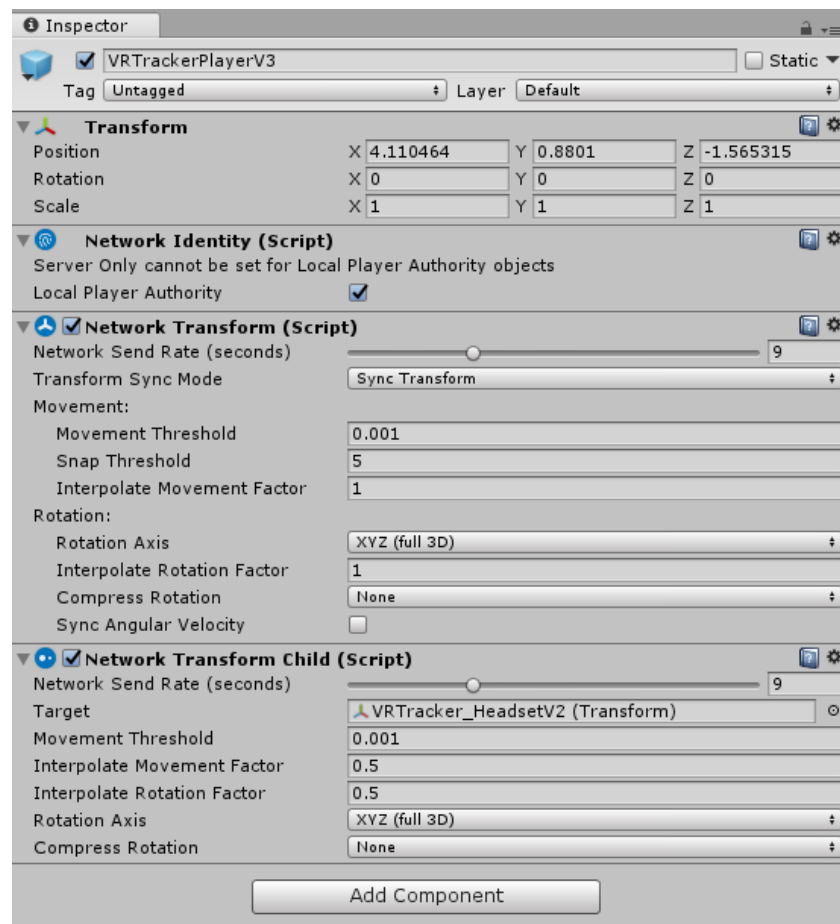 Inspector
VRTrackerPlayerV3 Static
Tag Untagged Layer Default
Transform
Position X 4.110464 Y 0.8801 Z -1.565315
Rotation X 0 Y 0 Z 0
Scale X 1 Y 1 Z 1
Network Identity (Script)
Server Only cannot be set for Local Player Authority objects
Local Player Authority
Network Transform (Script)
Network Send Rate (seconds) 9
Transform Sync Mode Sync Transform
Movement:
Movement Threshold 0.001
Snap Threshold 5
Interpolate Movement Factor 1
Rotation:
Rotation Axis XYZ (full 3D)
Interpolate Rotation Factor 1
Compress Rotation None
Sync Angular Velocity
Network Transform Child (Script)
Network Send Rate (seconds) 9
Target VRTracker_HeadsetV2 (Transform)
Movement Threshold 0.001
Interpolate Movement Factor 0.5
Interpolate Rotation Factor 0.5
Rotation Axis XYZ (full 3D)
Compress Rotation None
Add Component